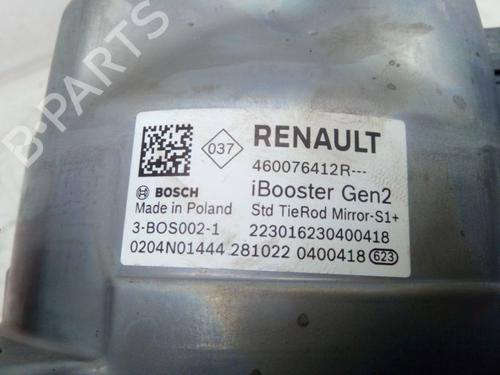 037
RENAULT
460076412R---
BOSCH
iBooster Gen2
Made in Poland
Std TieRod Mirror-S1+
3-BOS002-1
223016230400418
0204N01444 281022 0400418 623
B-PARTS